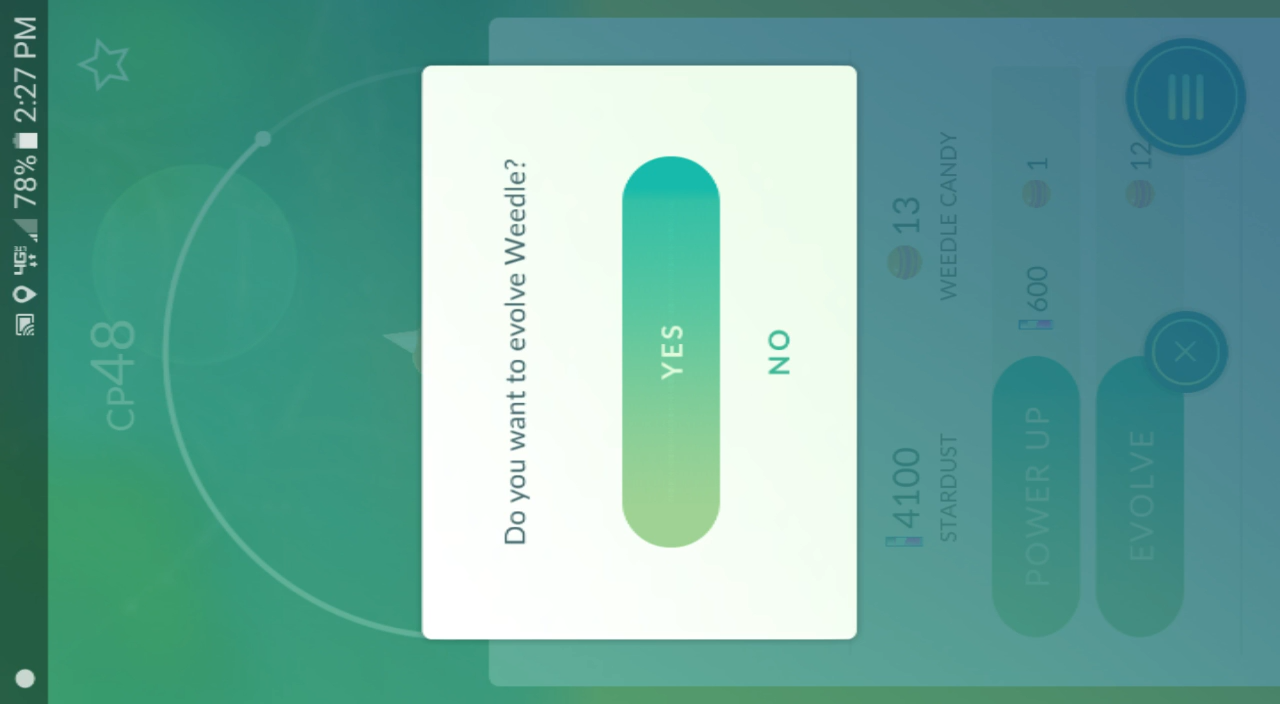 4G LTE 78% 2:27 PM
CP48
Do you want to evolve Weedle?
YES
NO
4100 13
STARDUST WEEDLE CANDY
POWER UP 600 1
EVOLVE 12